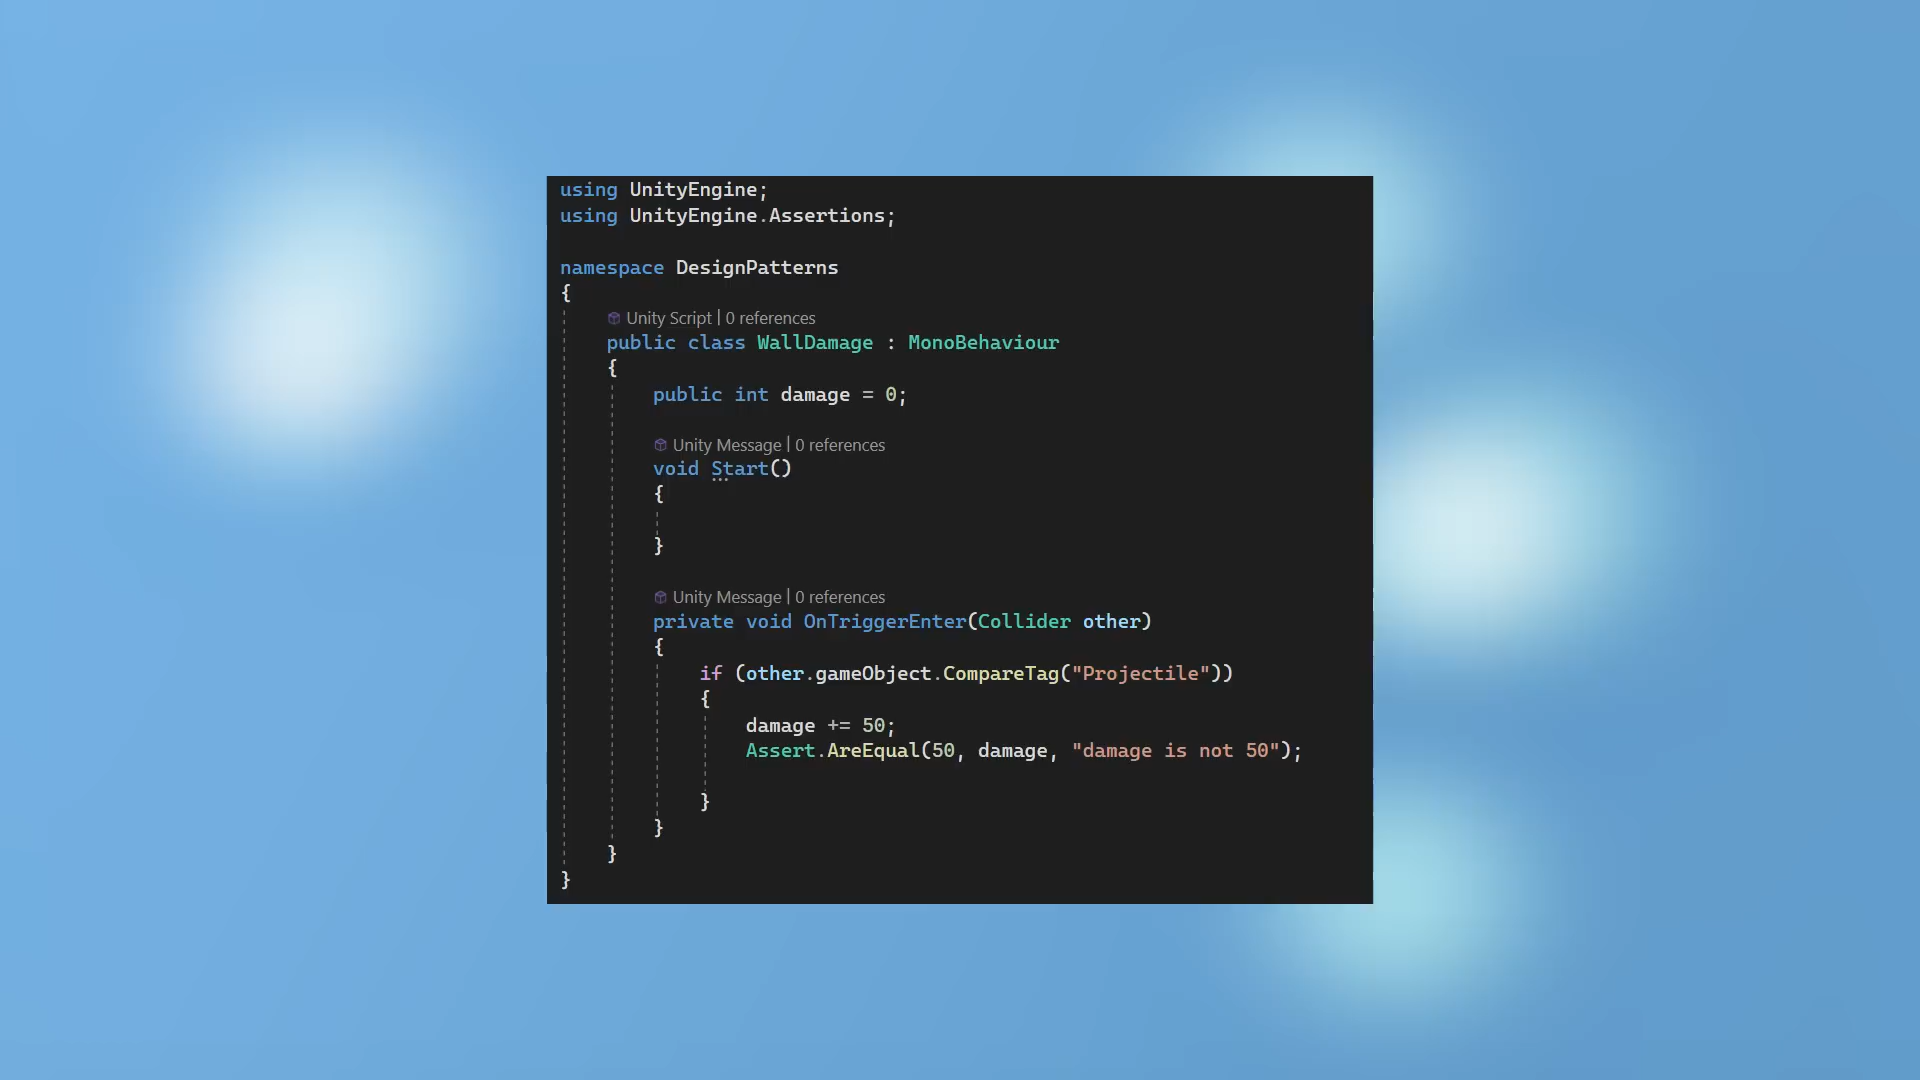 using UnityEngine;
using UnityEngine.Assertions;
namespace DesignPatterns
{
Unity Script | 0 references
public class WallDamage : MonoBehaviour
{
public int damage = 0;
Unity Message | 0 references
void Start()
{
}
Unity Message | 0 references
private void OnTriggerEnter(Collider other)
{
if (other.gameObject.CompareTag("Projectile"))
{
damage += 50;
Assert.AreEqual(50, damage, "damage is not 50");
}
}
}
}